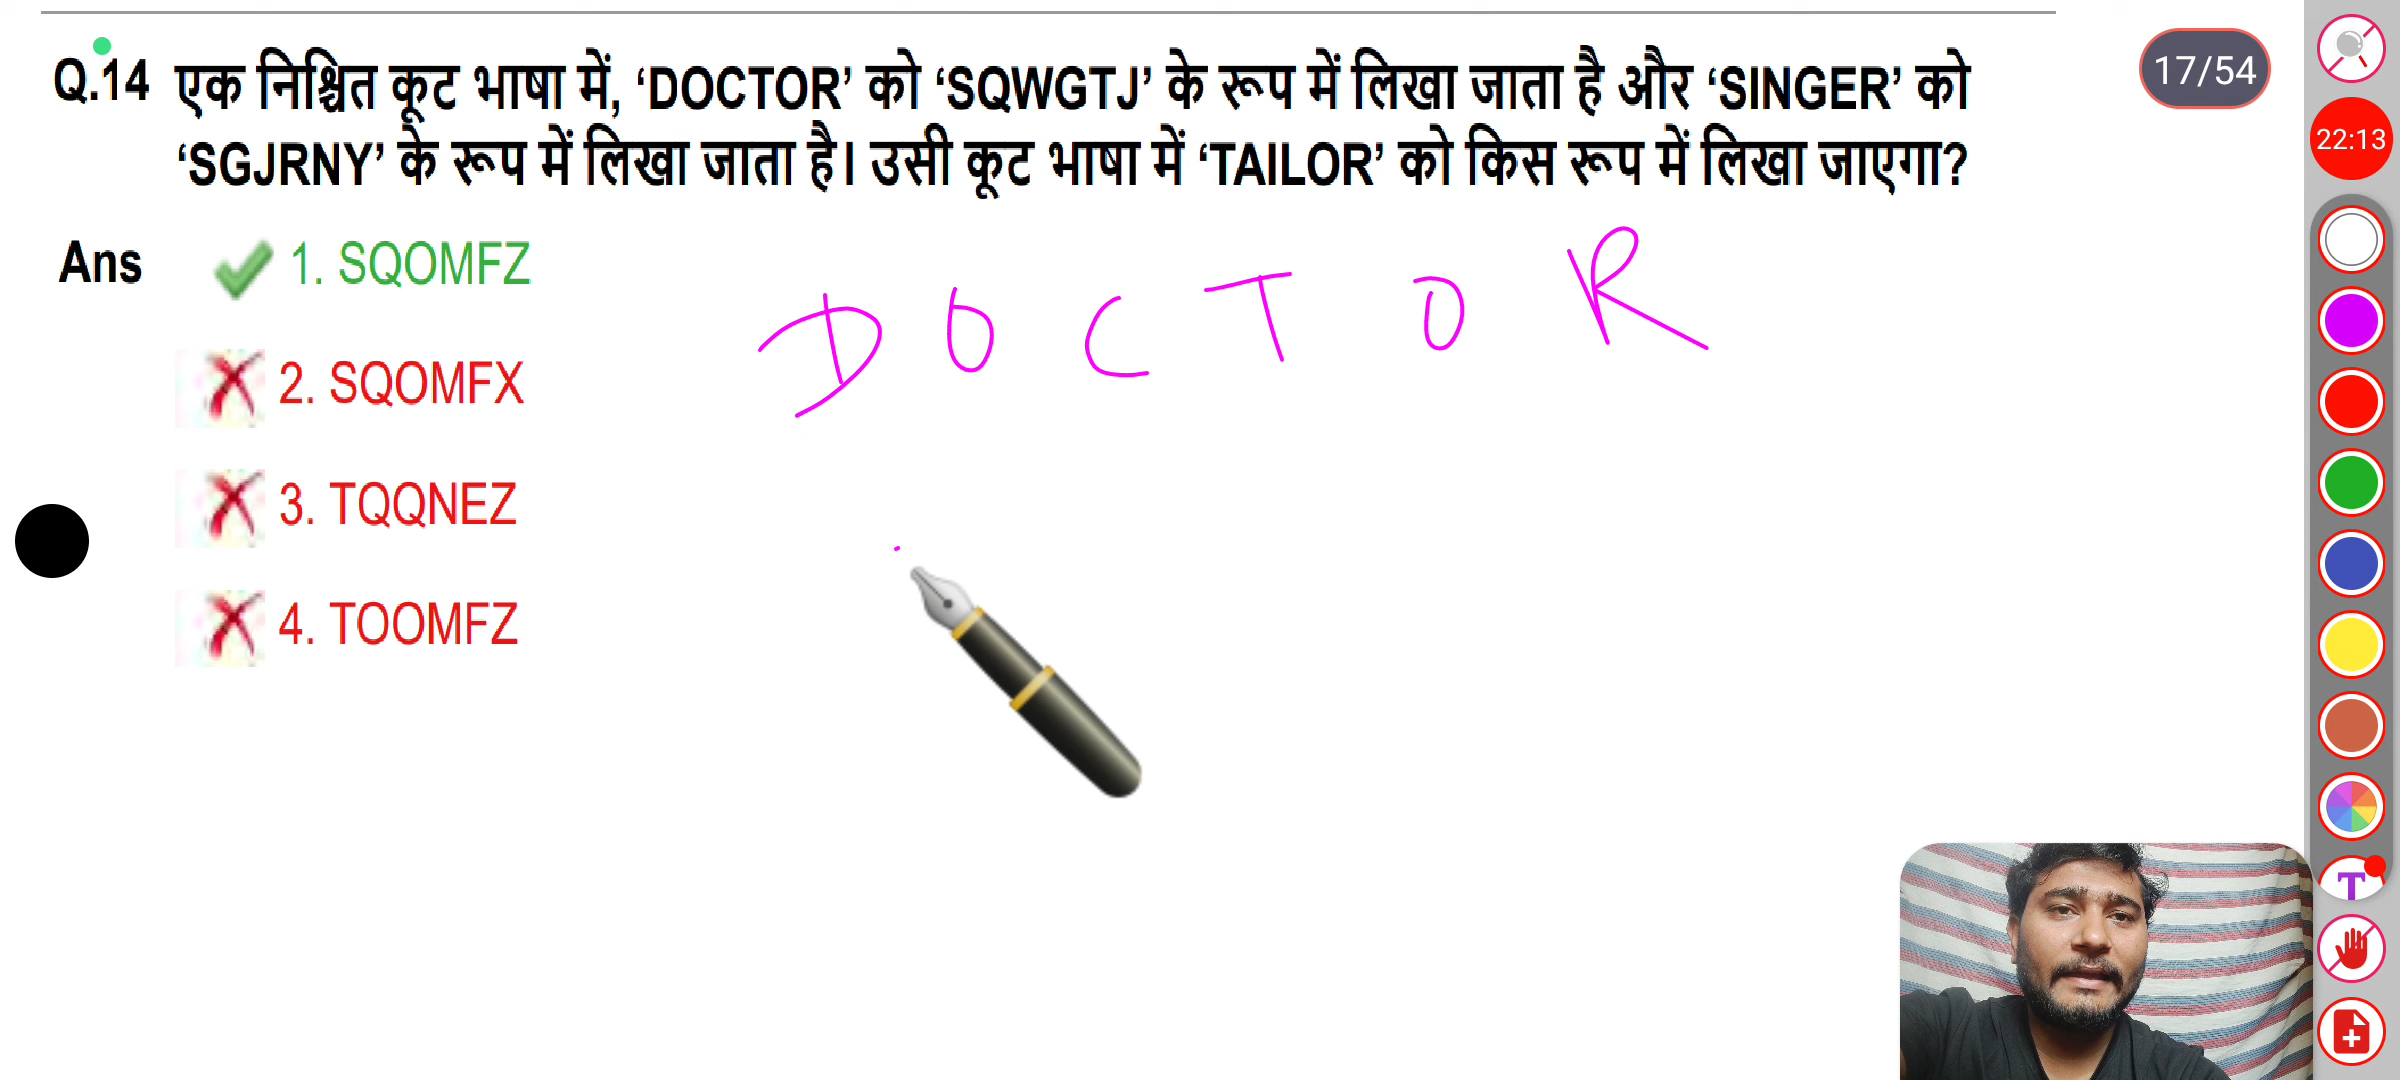 17/54
22:13
Q.14 एक निश्चित कूट भाषा में, ‘DOCTOR’ को ‘SQWGTJ’ के रूप में लिखा जाता है और ‘SINGER’ को
‘SGJRNY’ के रूप में लिखा जाता है। उसी कूट भाषा में ‘TAILOR’ को किस रूप में लिखा जाएगा?
Ans 1. SQOMFZ
DOCTOR
2. SQOMFX
3. TQQNEZ
4. TOOMFZ
T